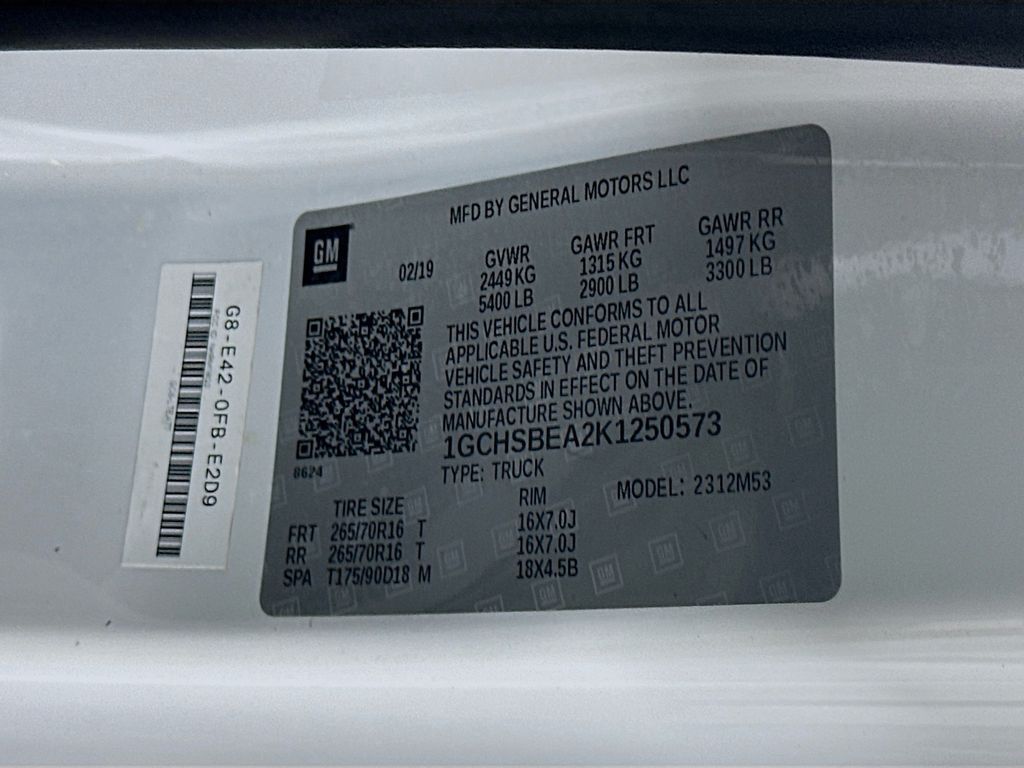 MFD BY GENERAL MOTORS LLC
GM
02/19
GVWR GAWR FRT GAWR RR
2449 KG 1315 KG 1497 KG
5400 LB 2900 LB 3300 LB
THIS VEHICLE CONFORMS TO ALL
APPLICABLE U.S. FEDERAL MOTOR
VEHICLE SAFETY AND THEFT PREVENTION
STANDARDS IN EFFECT ON THE DATE OF
MANUFACTURE SHOWN ABOVE.
1GCHSBEA2K1250573
8624
TYPE: TRUCK
MODEL: 2312M53
TIRE SIZE RIM
FRT 265/70R16 T 16X7.0J
RR 265/70R16 T 16X7.0J
SPA T175/90D18 M 18X4.5B
G8-E42-0FB-E2D9